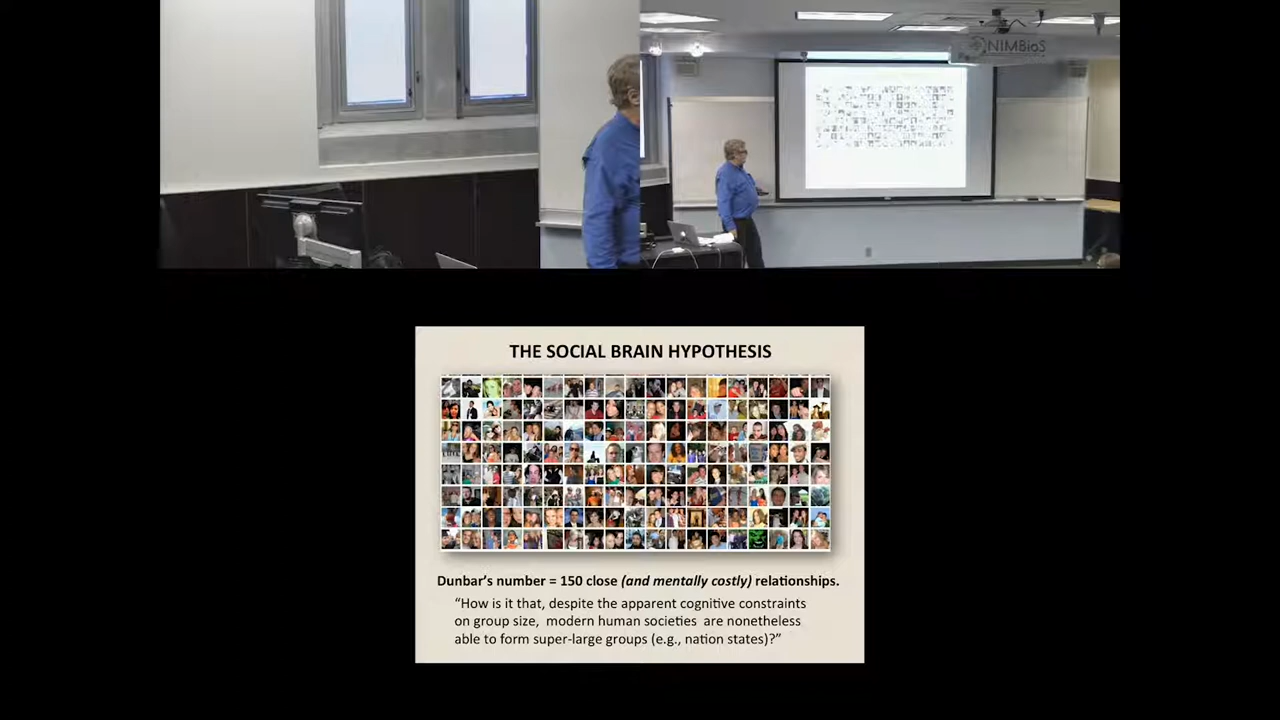 NIMBioS
THE SOCIAL BRAIN HYPOTHESIS
Dunbar's number = 150 close (and mentally costly) relationships.
“How is it that, despite the apparent cognitive constraints
on group size, modern human societies are nonetheless
able to form super-large groups (e.g., nation states)?”